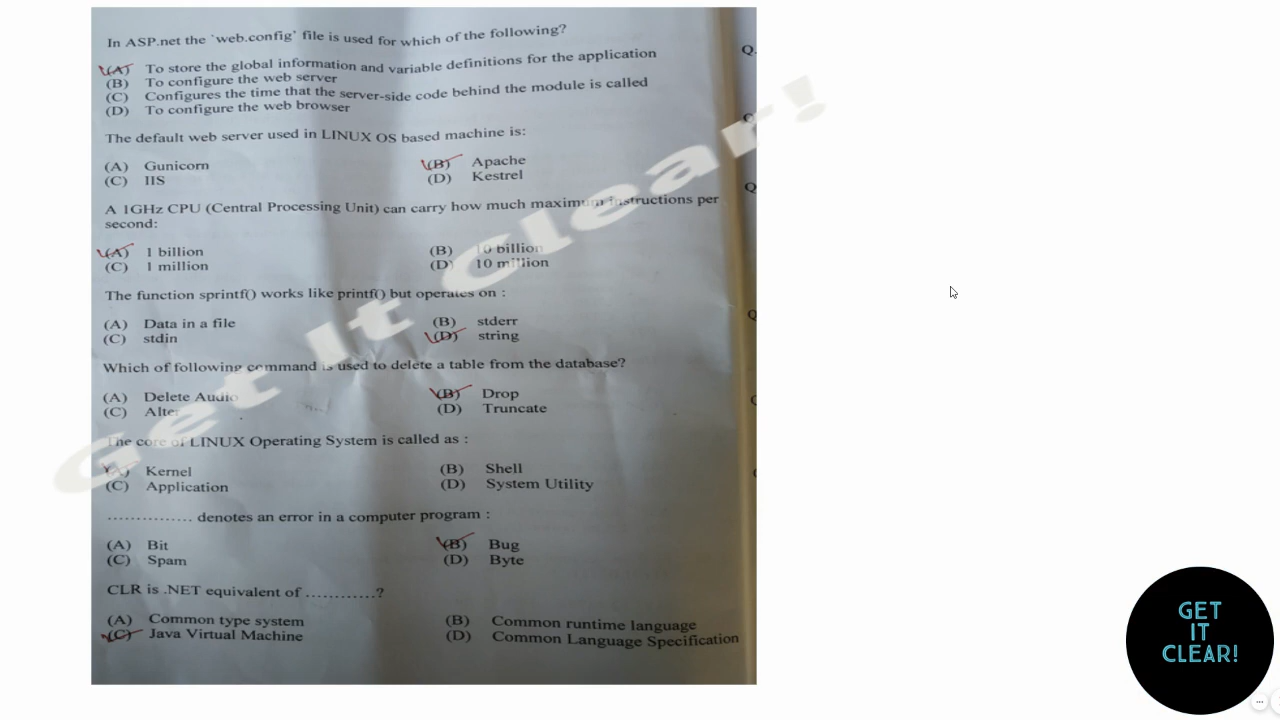 In ASP.net the `web.config' file is used for which of the following?
(A) To store the global information and variable definitions for the application
(B) To configure the web server
(C) Configures the time that the server-side code behind the module is called
(D) To configure the web browser
The default web server used in LINUX OS based machine is:
(A) Gunicorn (B) Apache
(C) IIS (D) Kestrel
A 1GHz CPU (Central Processing Unit) can carry how much maximum instructions per
second:
(A) 1 billion (B) 10 billion
(C) 1 million (D) 10 million
The function sprintf() works like printf() but operates on :
(A) Data in a file (B) stderr
(C) stdin (D) string
Which of following command is used to delete a table from the database?
(A) Delete Audio (B) Drop
(C) Alter (D) Truncate
The core of LINUX Operating System is called as :
(A) Kernel (B) Shell
(C) Application (D) System Utility
.............. denotes an error in a computer program :
(A) Bit (B) Bug
(C) Spam (D) Byte
CLR is .NET equivalent of ............?
(A) Common type system (B) Common runtime language
(C) Java Virtual Machine (D) Common Language Specification
Q.
Q
Q
Get It Clear!
GET
IT
CLEAR!